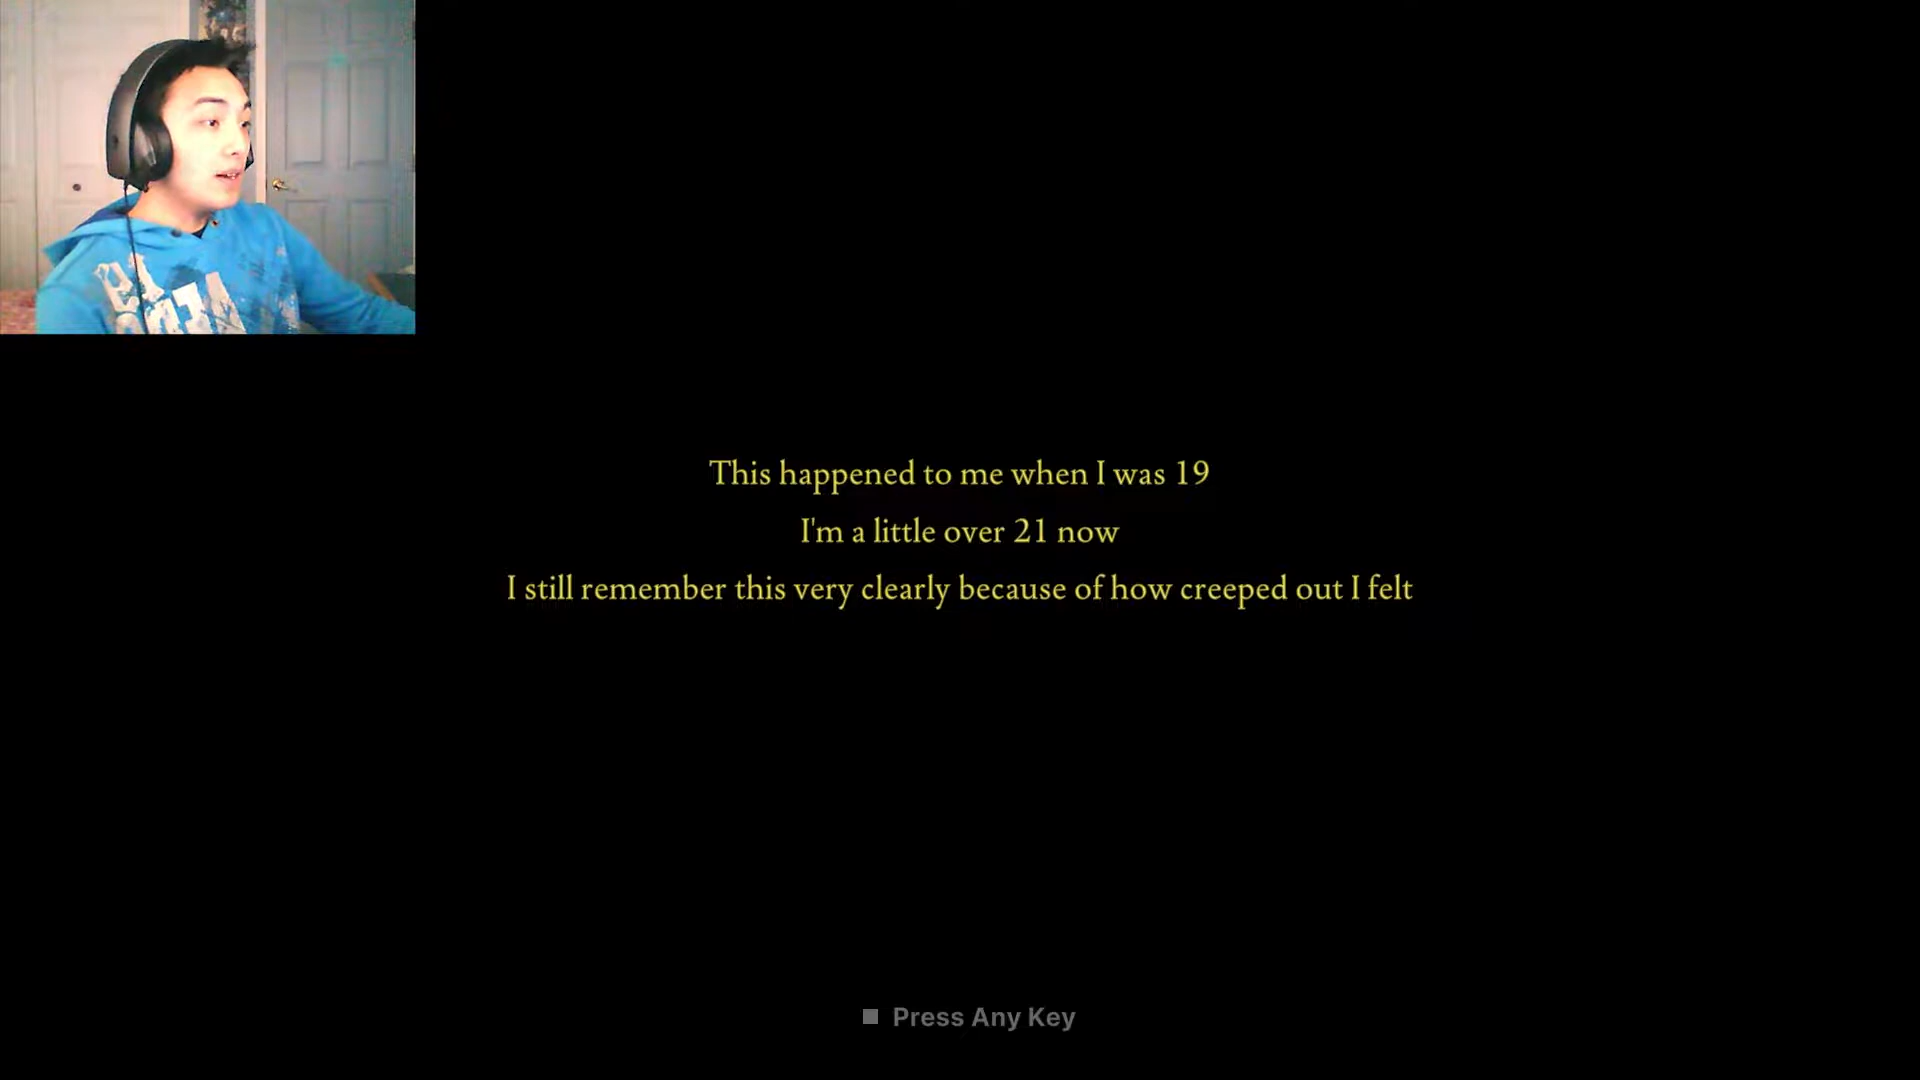 This happened to me when I was 19
I'm a little over 21 now
I still remember this very clearly because of how creeped out I felt
Press Any Key